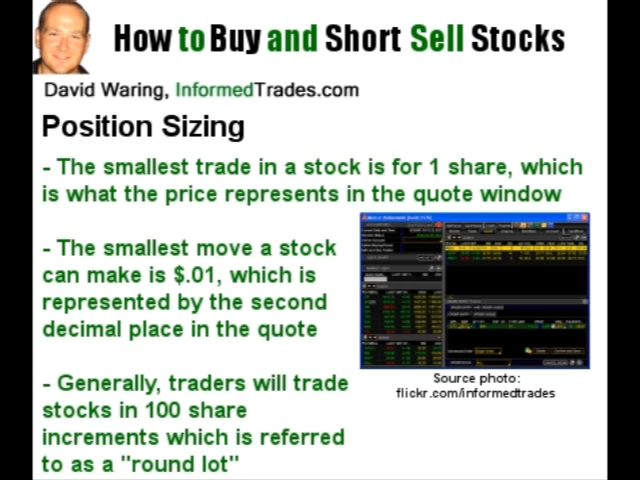 How to Buy and Short Sell Stocks
David Waring, InformedTrades.com
Position Sizing
- The smallest trade in a stock is for 1 share, which
is what the price represents in the quote window
- The smallest move a stock
can make is $.01, which is
represented by the second
decimal place in the quote
Source photo:
flickr.com/informedtrades
- Generally, traders will trade
stocks in 100 share
increments which is referred
to as a "round lot"